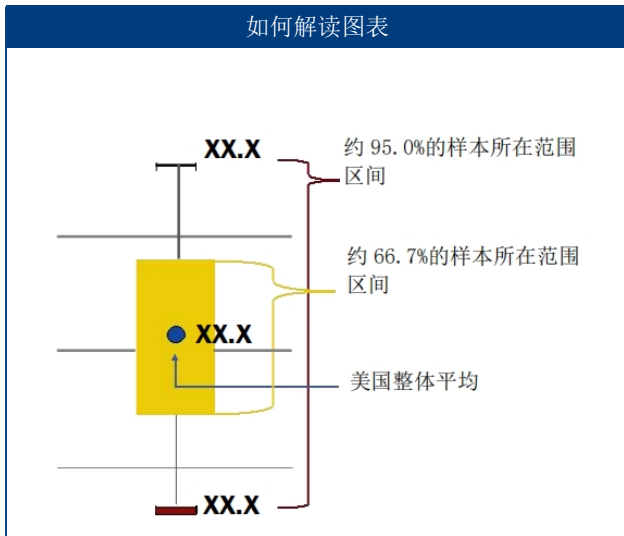 如何解读图表
XX.X
约 95.0%的样本所在范围
区间
约 66.7%的样本所在范围
区间
XX.X
美国整体平均
XX.X